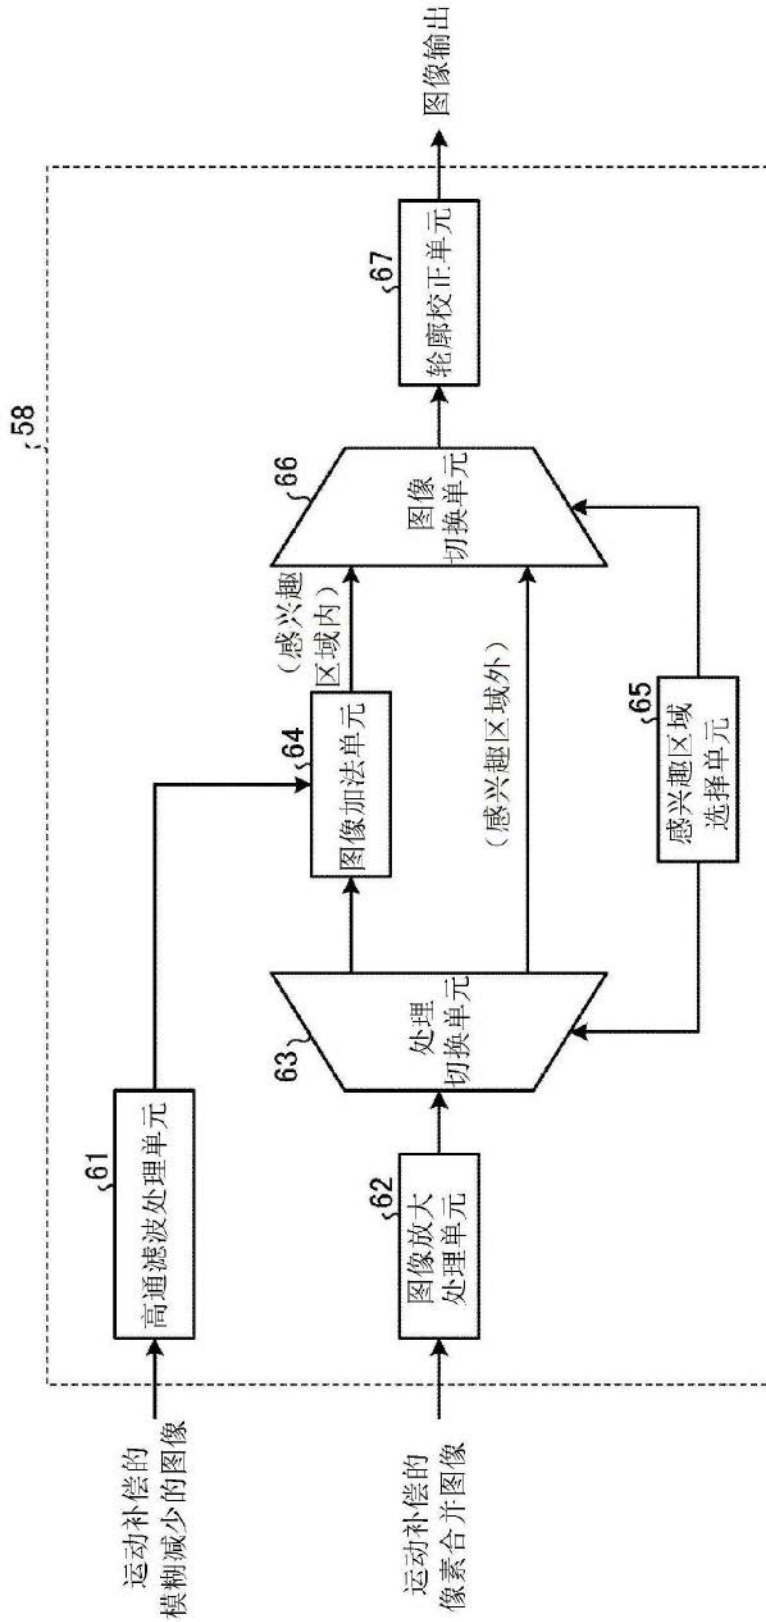 58
运动补偿的
模糊减少的图像
61
高通滤波处理单元
运动补偿的
像素合并图像
62
图像放大
处理单元
63
处理
切换单元
64
图像加法单元
(感兴趣
区域内)
(感兴趣区域外)
65
感兴趣区域
选择单元
66
图像
切换单元
67
轮廓校正单元
图像输出